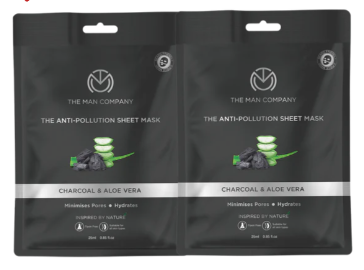 THE MAN COMPANY
THE ANTI-POLLUTION SHEET MASK
CHARCOAL & ALOE VERA
Minimises Pores • Hydrates
INSPIRED BY NATURE
THE MAN COMPANY
THE ANTI-POLLUTION SHEET MASK
CHARCOAL & ALOE VERA
Minimises Pores • Hydrates
INSPIRED BY NATURE